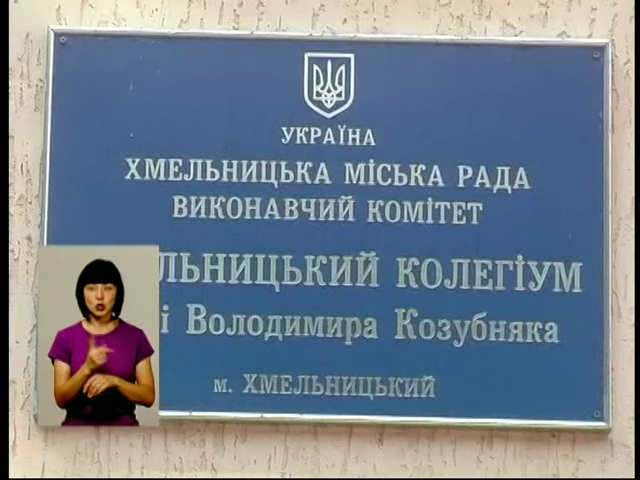 УКРАЇНА
ХМЕЛЬНИЦЬКА МІСЬКА РАДА
ВИКОНАВЧИЙ КОМІТЕТ
ЛЬНИЦЬКИЙ КОЛЕГІУМ
і Володимира Козубняка
м. ХМЕЛЬНИЦЬКИЙ